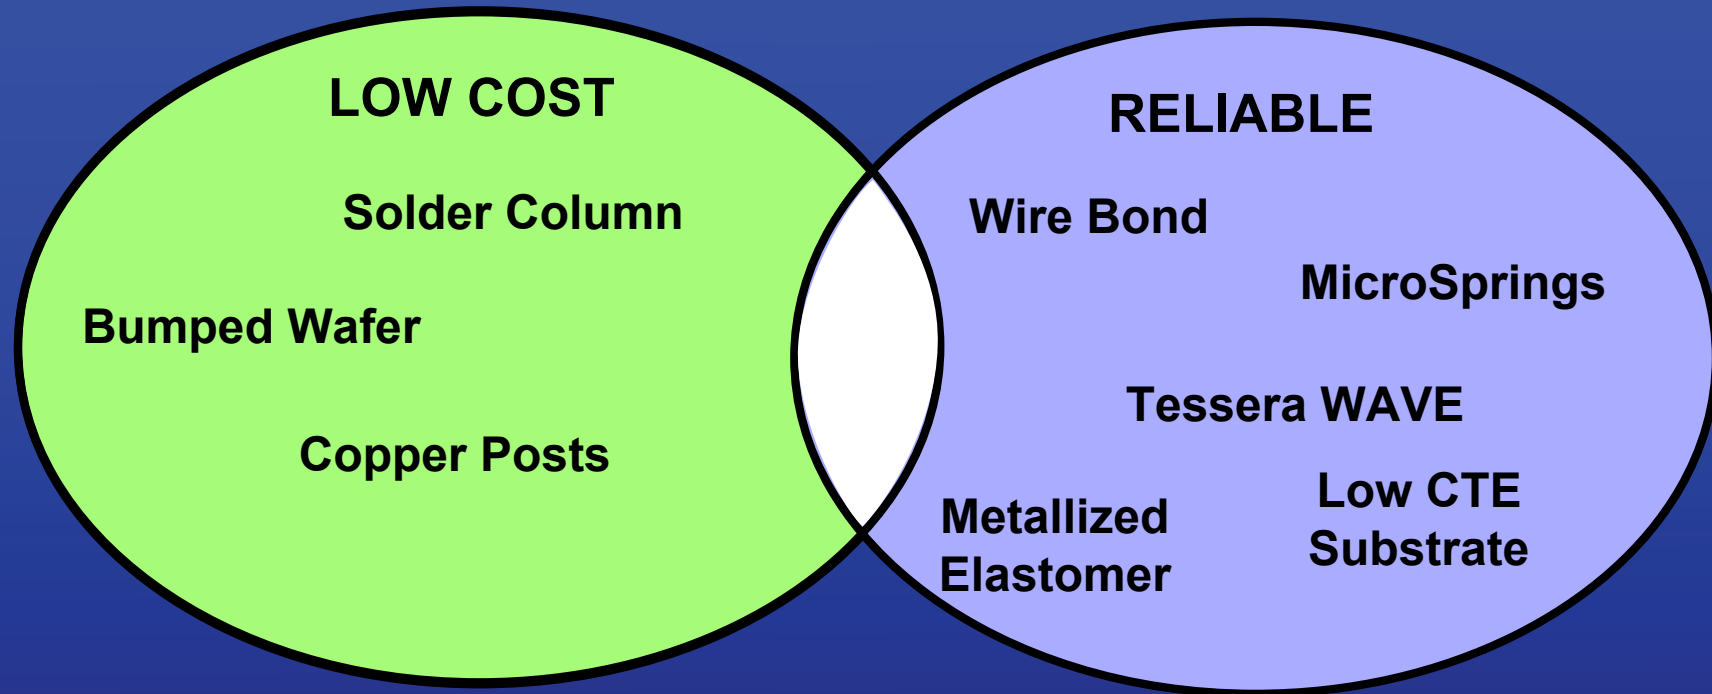 LOW COST
Solder Column
Bumped Wafer
Copper Posts
RELIABLE
Wire Bond
MicroSprings
Tessera WAVE
Metallized
Elastomer
Low CTE
Substrate